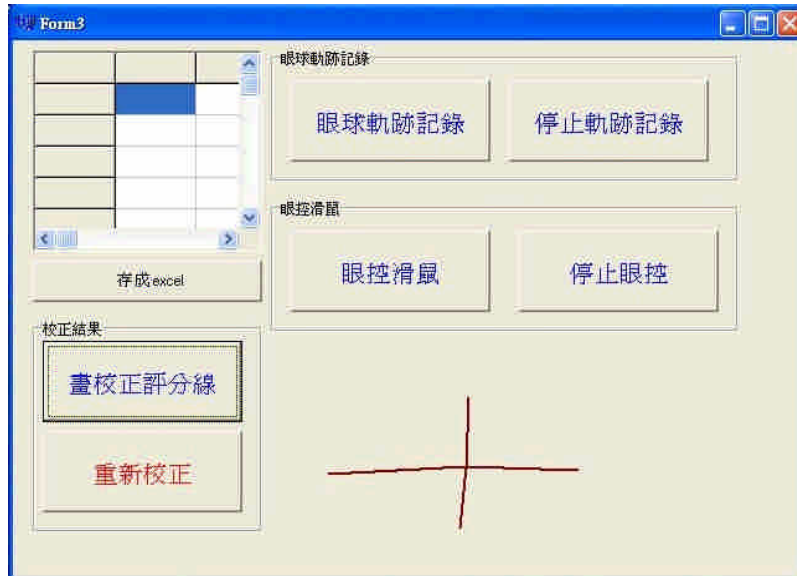 Form3
眼球軌跡記錄
眼球軌跡記錄
停止軌跡記錄
眼控滑鼠
眼控滑鼠
停止眼控
存成excel
校正結果
畫校正評分線
重新校正